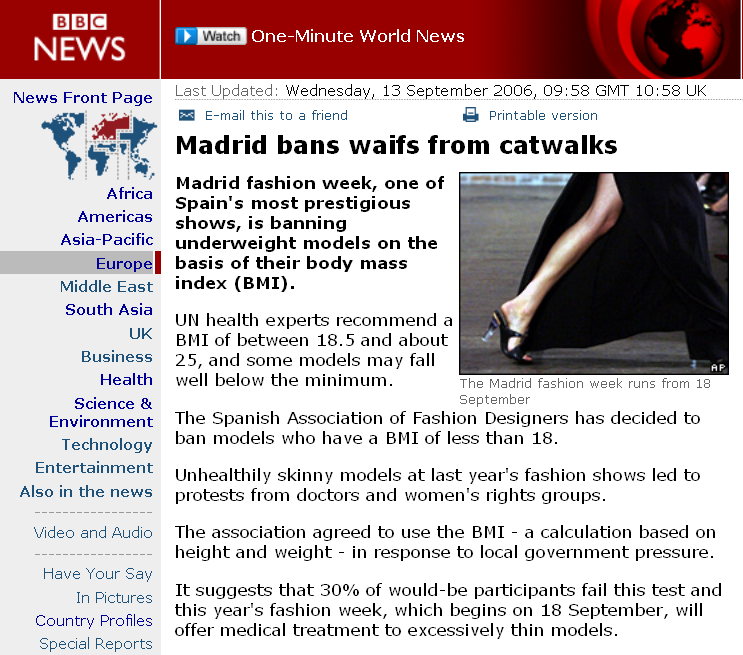 BBC
NEWS
Watch One-Minute World News
News Front Page
Africa
Americas
Asia-Pacific
Europe
Middle East
South Asia
UK
Business
Health
Science &
Environment
Technology
Entertainment
Also in the news
Video and Audio
Have Your Say
In Pictures
Country Profiles
Special Reports
Last Updated: Wednesday, 13 September 2006, 09:58 GMT 10:58 UK
E-mail this to a friend
Printable version
Madrid bans waifs from catwalks
Madrid fashion week, one of
Spain's most prestigious
shows, is banning
underweight models on the
basis of their body mass
index (BMI).
AP
The Madrid fashion week runs from 18
September
UN health experts recommend a
BMI of between 18.5 and about
25, and some models may fall
well below the minimum.
The Spanish Association of Fashion Designers has decided to
ban models who have a BMI of less than 18.
Unhealthily skinny models at last year's fashion shows led to
protests from doctors and women's rights groups.
The association agreed to use the BMI - a calculation based on
height and weight - in response to local government pressure.
It suggests that 30% of would-be participants fail this test and
this year's fashion week, which begins on 18 September, will
offer medical treatment to excessively thin models.